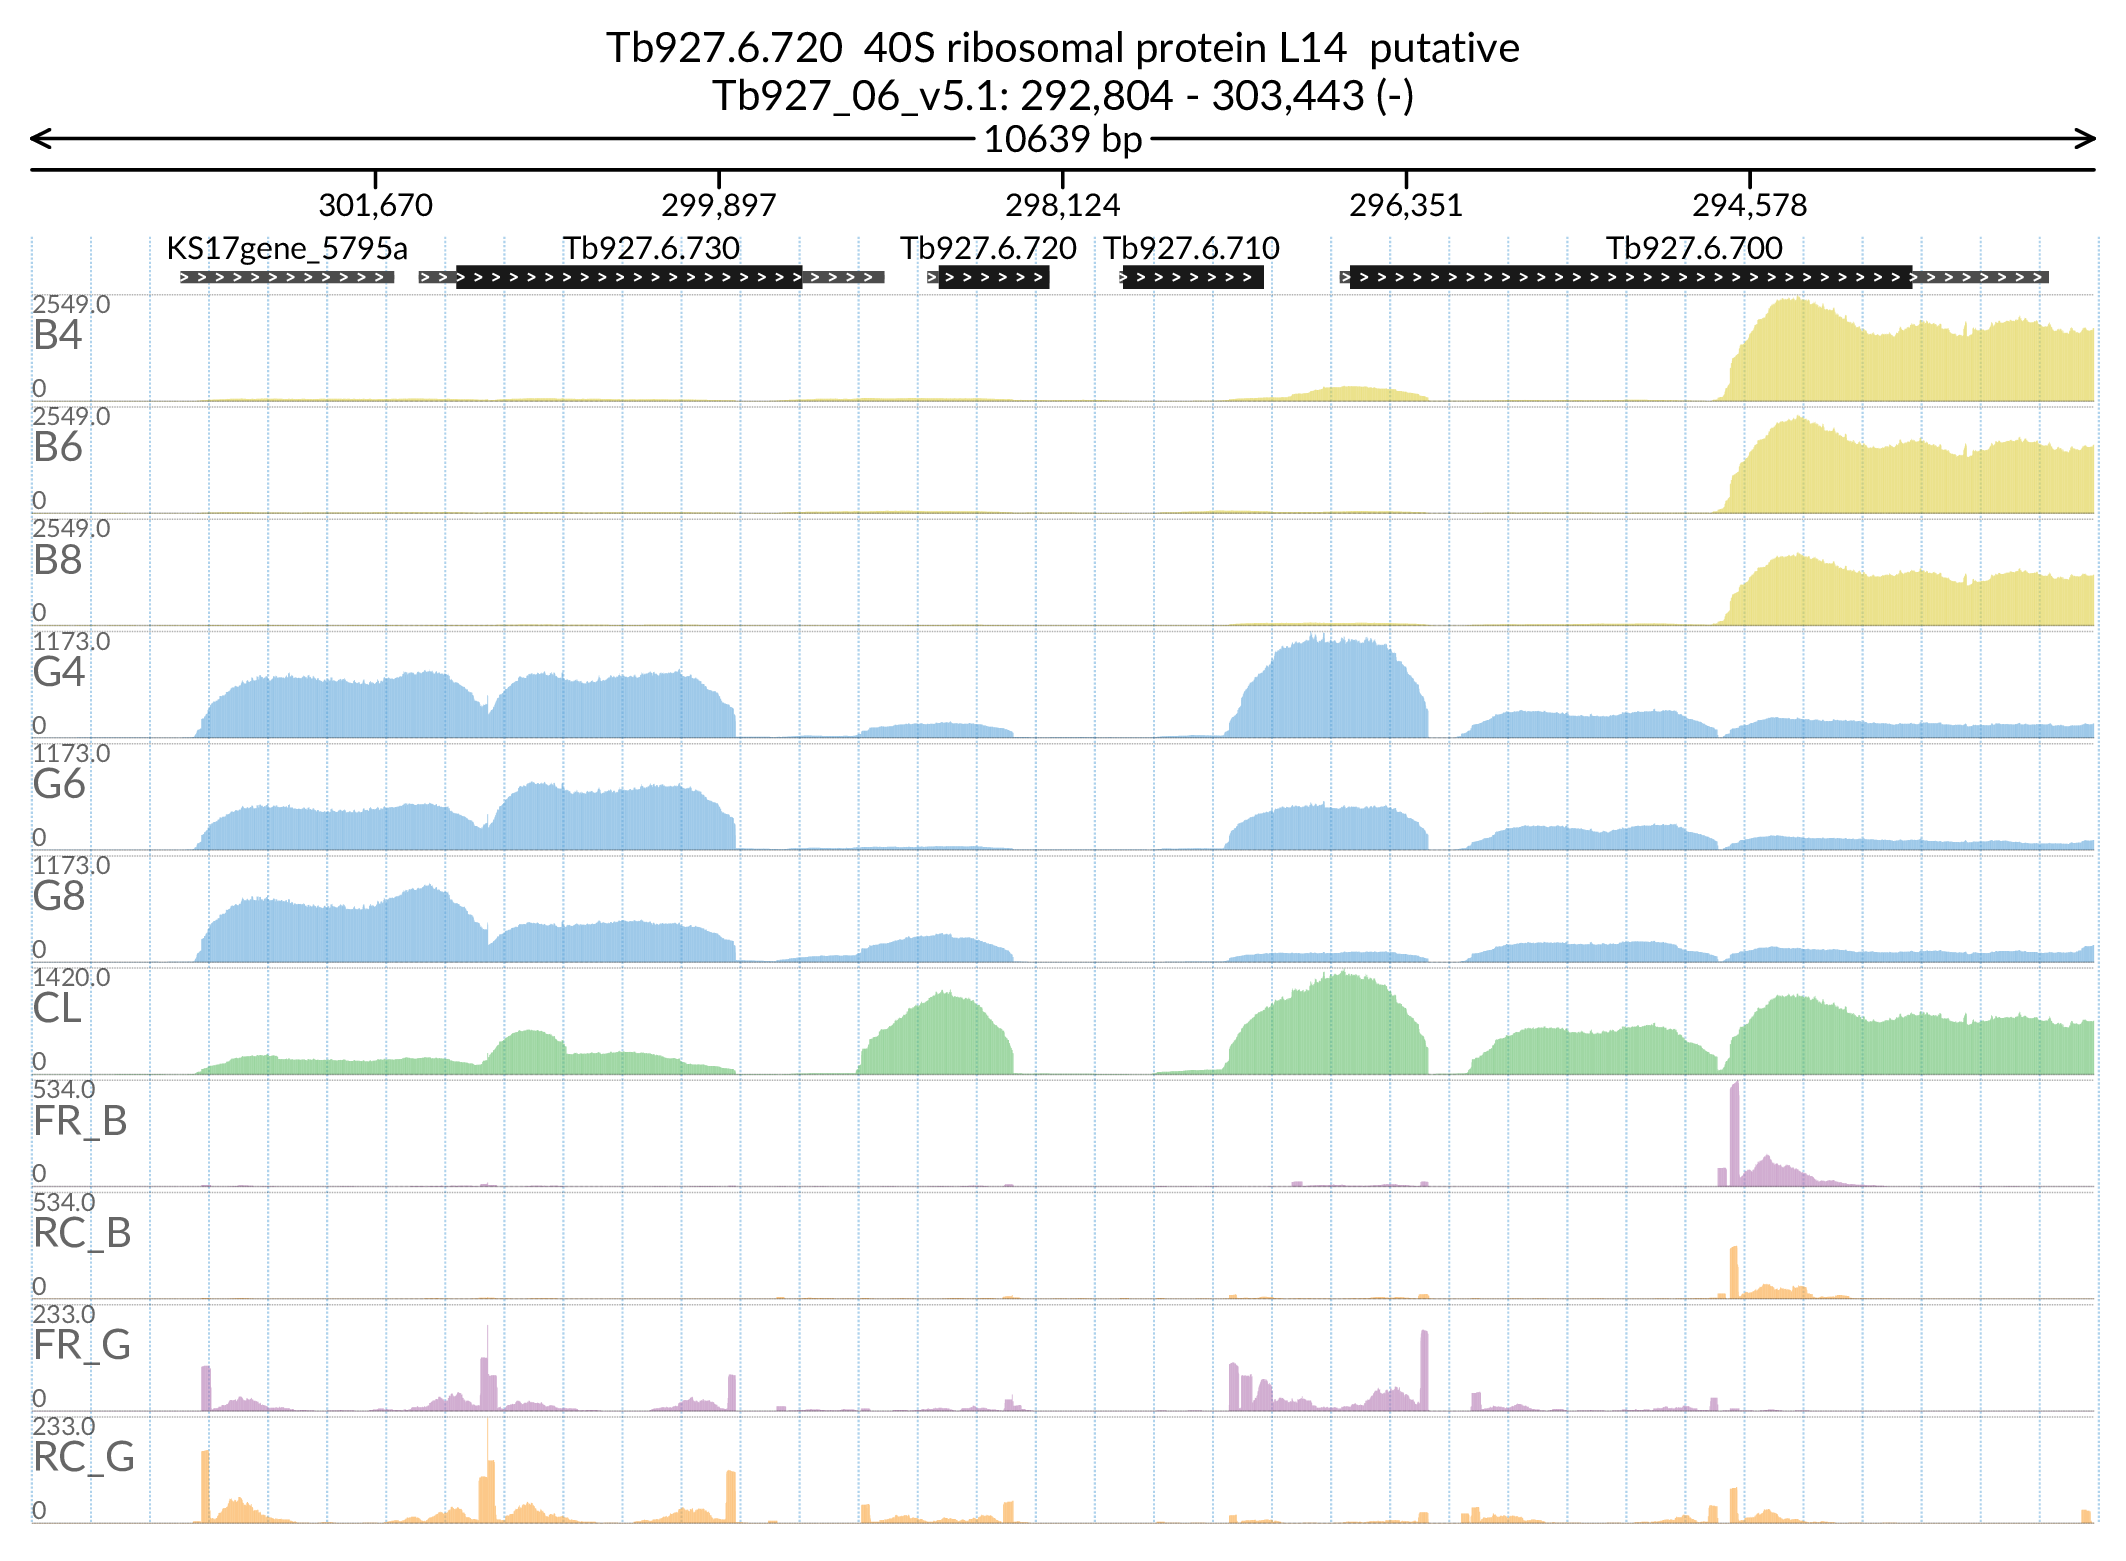 Tb927.6.720 40S ribosomal protein L14 putative
Tb927_06_v5.1: 292,804 - 303,443 (-)
10639 bp
301,670 299,897 298,124 296,351 294,578
KS17gene_5795a Tb927.6.730 Tb927.6.720 Tb927.6.710 Tb927.6.700
2549.0
B4
0
2549.0
B6
0
2549.0
B8
0
1173.0
G4
0
1173.0
G6
0
1173.0
G8
0
1420.0
CL
0
534.0
FR_B
0
534.0
RC_B
0
233.0
FR_G
0
233.0
RC_G
0